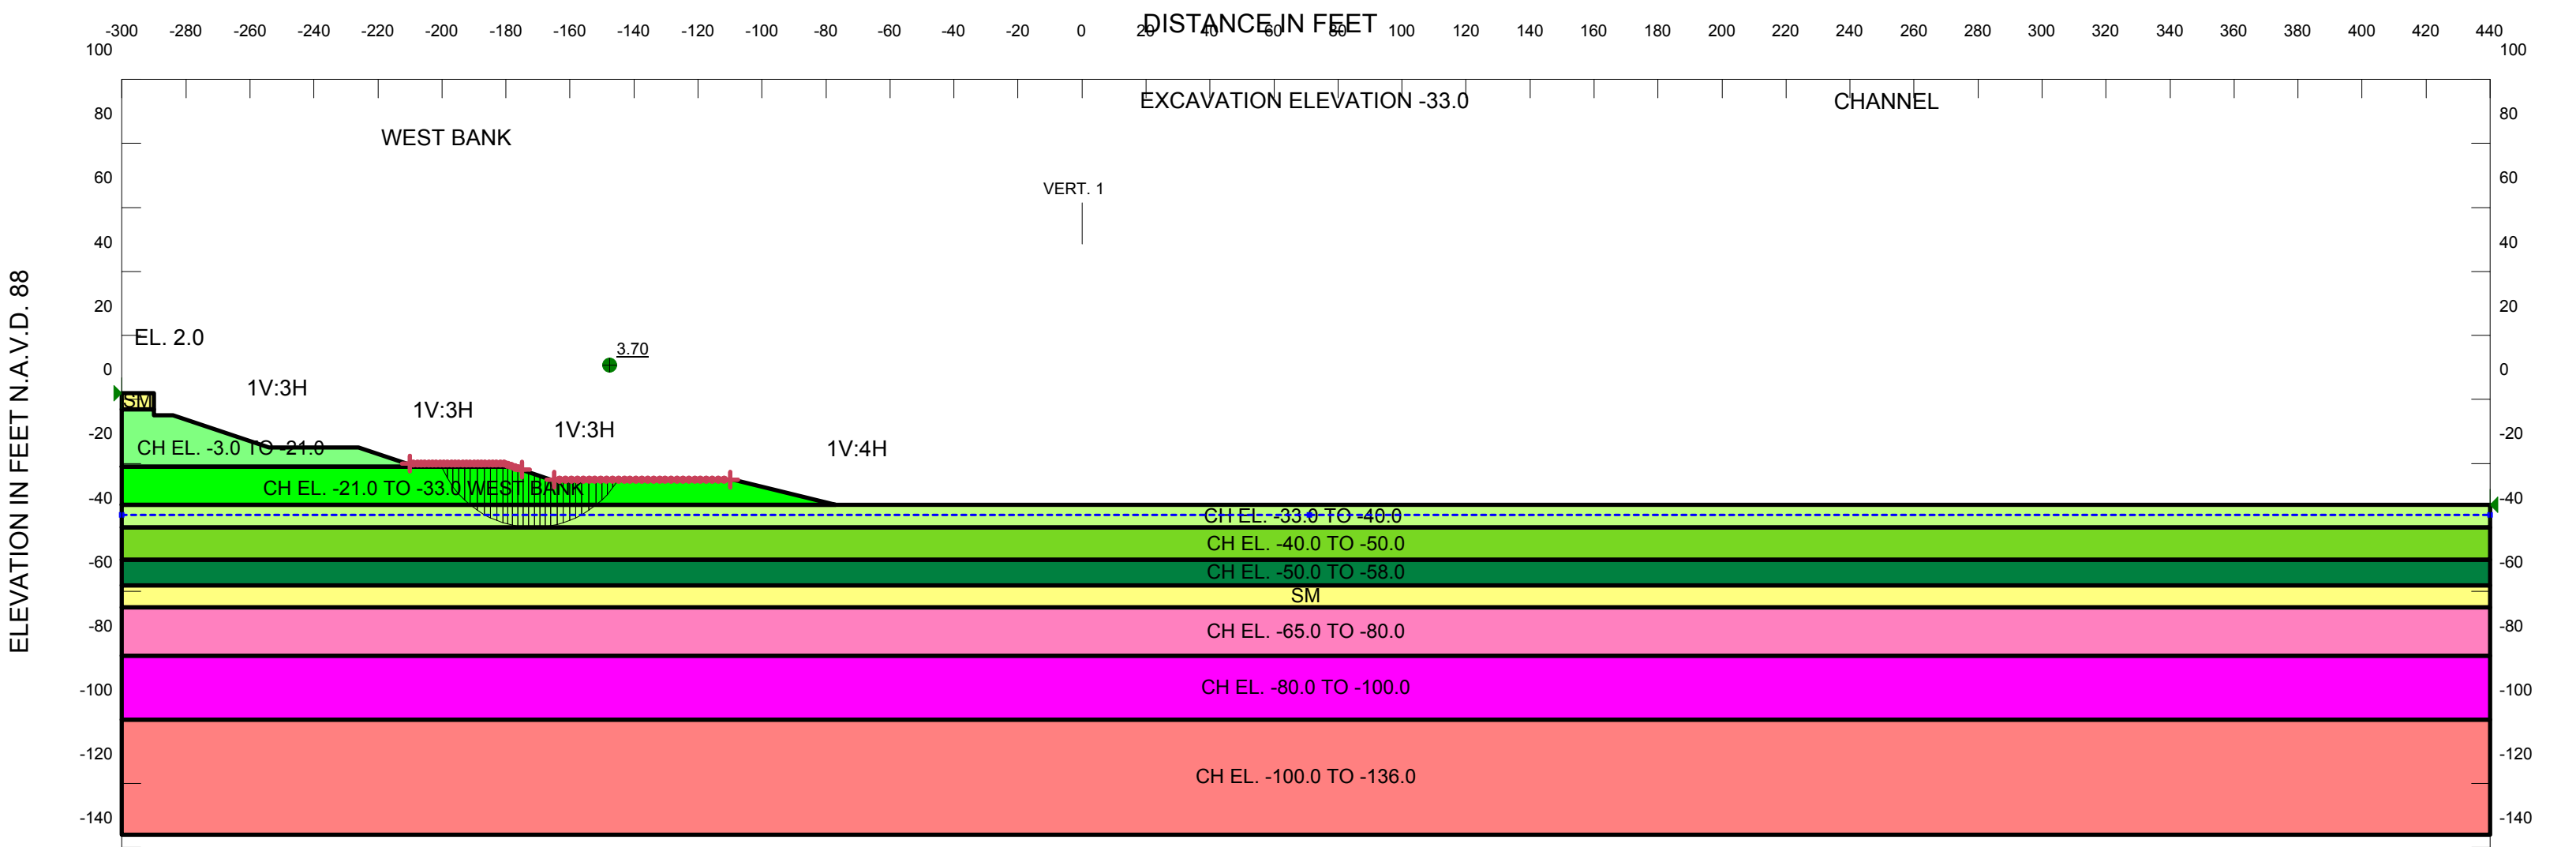 DISTANCE IN FEET
-300 -280 -260 -240 -220 -200 -180 -160 -140 -120 -100 -80 -60 -40 -20 0 20 40 60 80 100 120 140 160 180 200 220 240 260 280 300 320 340 360 380 400 420 440
100 100
EXCAVATION ELEVATION -33.0 CHANNEL
80 80
WEST BANK
60 60
VERT. 1
40 40
20 20
EL. 2.0
3.70
0 0
1V:3H
SM
1V:3H
1V:3H
-20 -20
CH EL. -3.0 TO -21.0
1V:4H
CH EL. -21.0 TO -33.0 WEST BANK
-40 -40
CH EL. -33.0 TO -40.0
CH EL. -40.0 TO -50.0
-60 -60
CH EL. -50.0 TO -58.0
SM
-80 -80
CH EL. -65.0 TO -80.0
-100 -100
CH EL. -80.0 TO -100.0
-120 -120
CH EL. -100.0 TO -136.0
-140 -140
ELEVATION IN FEET N.A.V.D. 88